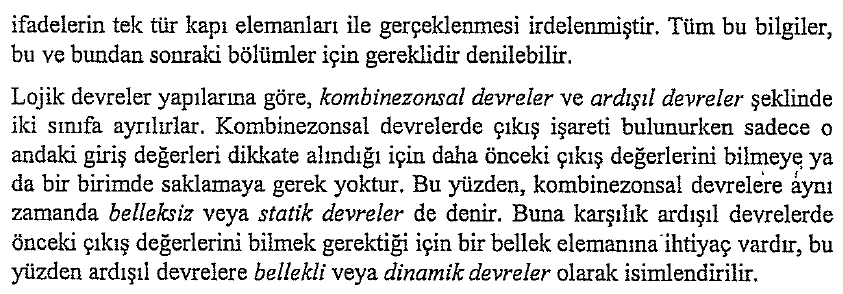 ifadelerin tek tür kapı elemanları ile gerçeklenmesi irdelenmiştir. Tüm bu bilgiler,
bu ve bundan sonraki bölümler için gereklidir denilebilir.
Lojik devreler yapılarına göre, kombinezonsal devreler ve ardışıl devreler şeklinde
iki sınıfa ayrılırlar. Kombinezonsal devrelerde çıkış işareti bulunurken sadece o
andaki giriş değerleri dikkate alındığı için daha önceki çıkış değerlerini bilmeye ya
da bir birimde saklamaya gerek yoktur. Bu yüzden, kombinezonsal devrelere aynı
zamanda belleksiz veya statik devreler de denir. Buna karşılık ardışıl devrelerde
önceki çıkış değerlerini bilmek gerektiği için bir bellek elemanına ihtiyaç vardır, bu
yüzden ardışıl devrelere bellekli veya dinamik devreler olarak isimlendirilir.